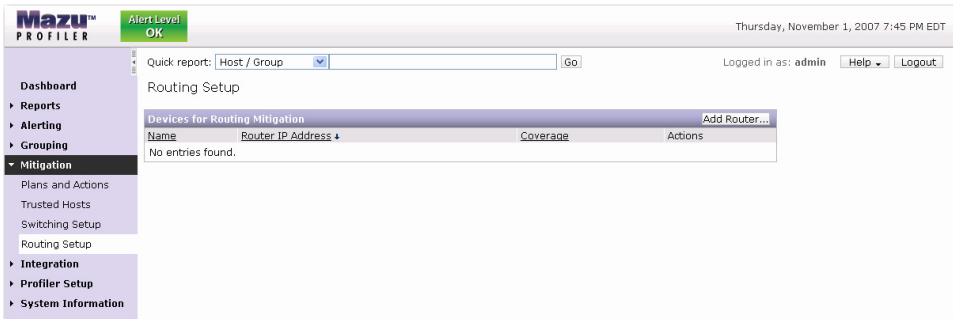 Mazu™
PROFILER
Alert Level
OK
Thursday, November 1, 2007 7:45 PM EDT
Quick report: Host / Group Go Logged in as: admin Help Logout
Dashboard
Reports
Alerting
Grouping
Mitigation
Plans and Actions
Trusted Hosts
Switching Setup
Routing Setup
Integration
Profiler Setup
System Information
Routing Setup
Devices for Routing Mitigation Add Router...
Name Router IP Address Coverage Actions
No entries found.